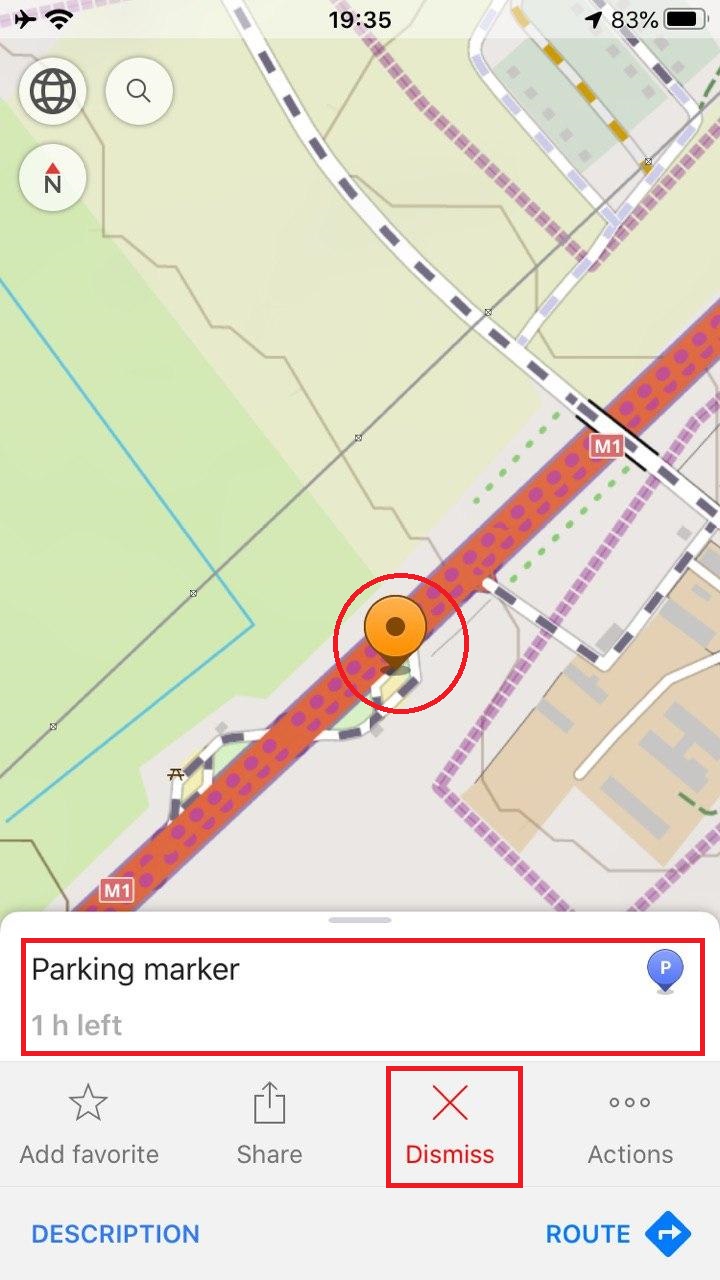 19:35
83%
N
M1
M1
Parking marker
P
1 h left
Add favorite
Share
Dismiss
Actions
DESCRIPTION
ROUTE